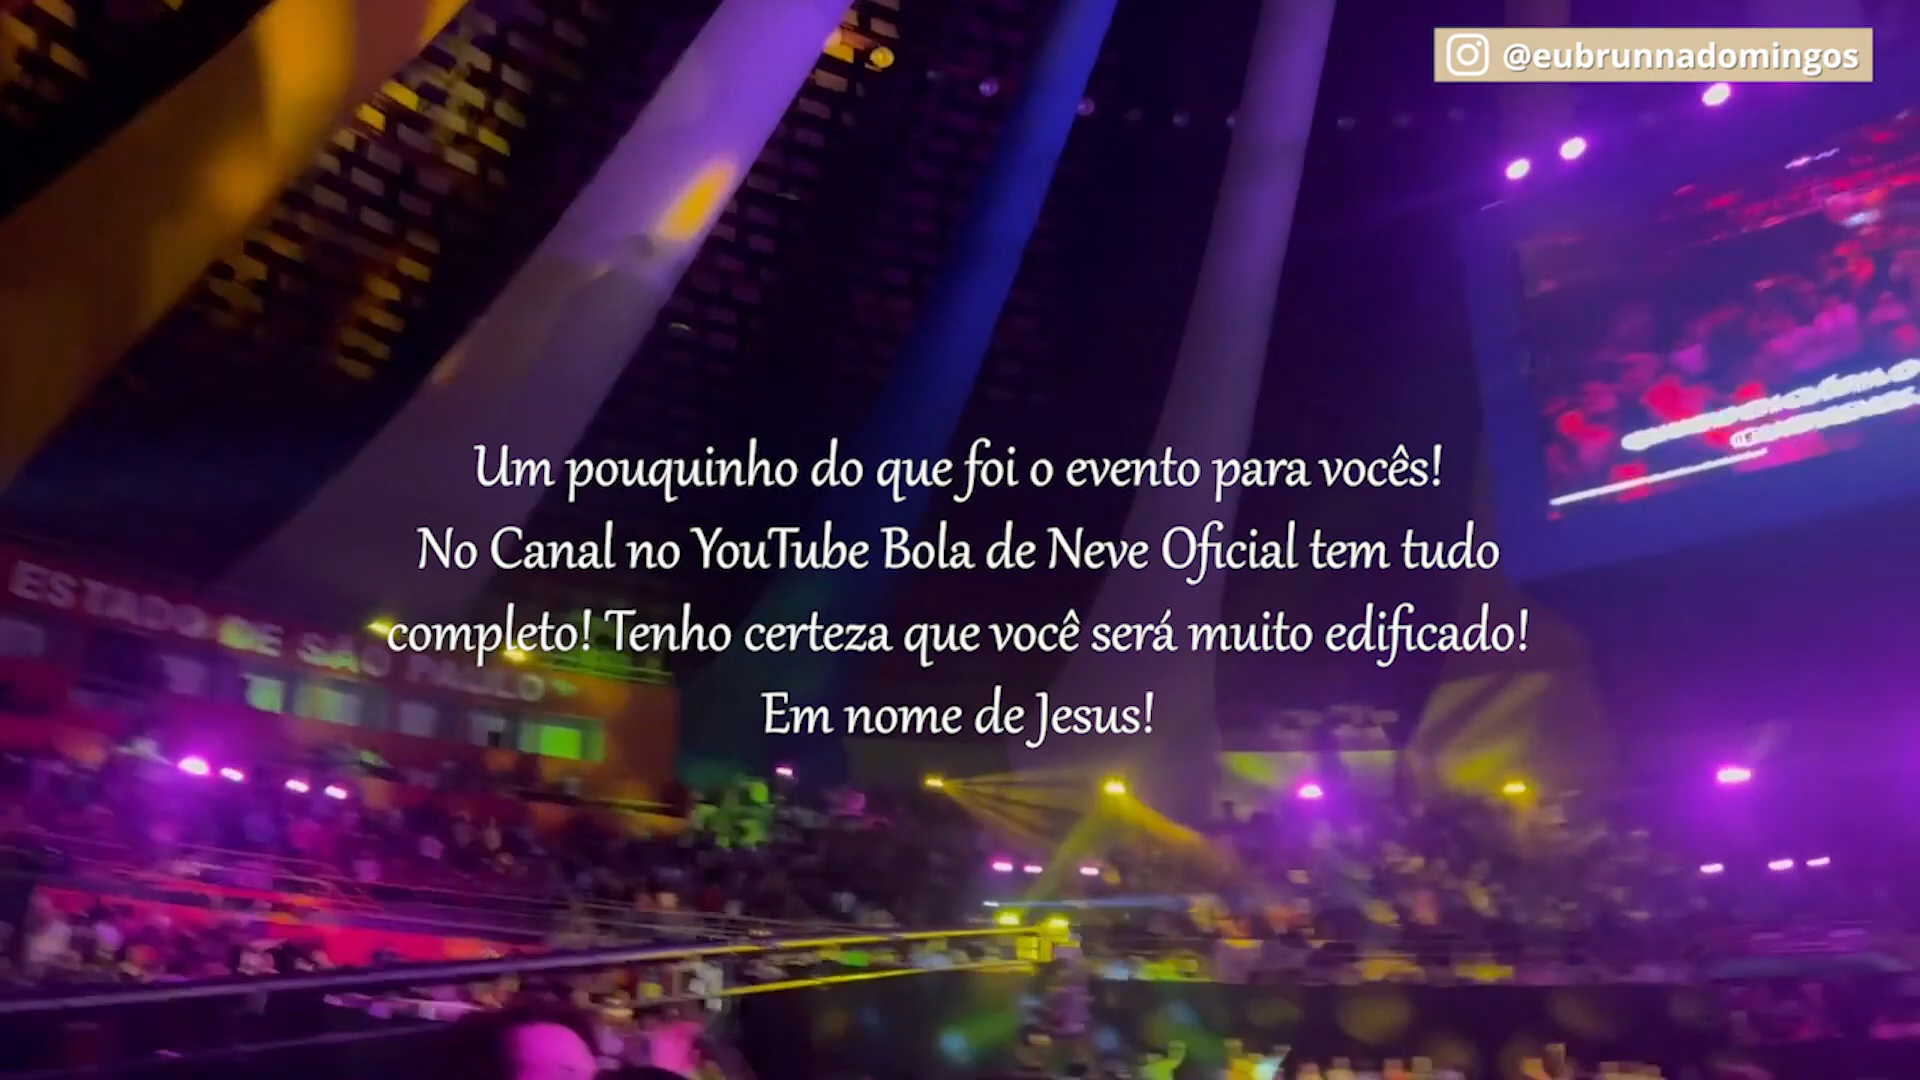 @eubrunnadomingos
Um pouquinho do que foi o evento para vocês!
No Canal no YouTube Bola de Neve Oficial tem tudo
completo! Tenho certeza que você será muito edificado!
Em nome de Jesus!
ESTADO DE SÃO PAULO